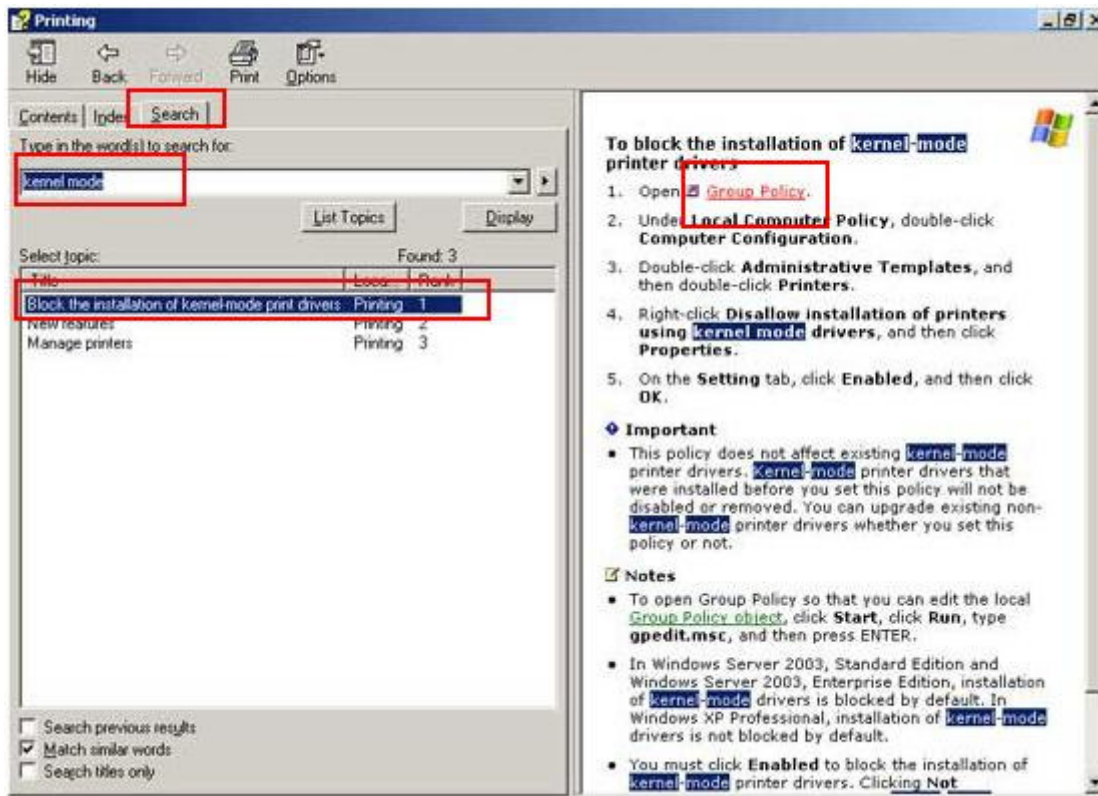 Printing
Hide Back Forward Print Options
Contents Index Search
Type in the word(s) to search for:
kernel mode
List Topics Display
Select topic: Found: 3
Title Loca... Rank
Block the installation of kernel-mode print drivers Printing 1
New features Printing 2
Manage printers Printing 3
Search previous results
Match similar words
Search titles only
To block the installation of kernel-mode
printer drivers
1. Open Group Policy.
2. Under Local Computer Policy, double-click
Computer Configuration.
3. Double-click Administrative Templates, and
then double-click Printers.
4. Right-click Disallow installation of printers
using kernel mode drivers, and then click
Properties.
5. On the Setting tab, click Enabled, and then click
OK.
Important
• This policy does not affect existing kernel-mode
printer drivers. Kernel-mode printer drivers that
were installed before you set this policy will not be
disabled or removed. You can upgrade existing non-
kernel-mode printer drivers whether you set this
policy or not.
Notes
• To open Group Policy so that you can edit the local
Group Policy object, click Start, click Run, type
gpedit.msc, and then press ENTER.
• In Windows Server 2003, Standard Edition and
Windows Server 2003, Enterprise Edition, installation
of kernel-mode drivers is blocked by default. In
Windows XP Professional, installation of kernel-mode
drivers is not blocked by default.
• You must click Enabled to block the installation of
kernel-mode printer drivers. Clicking Not